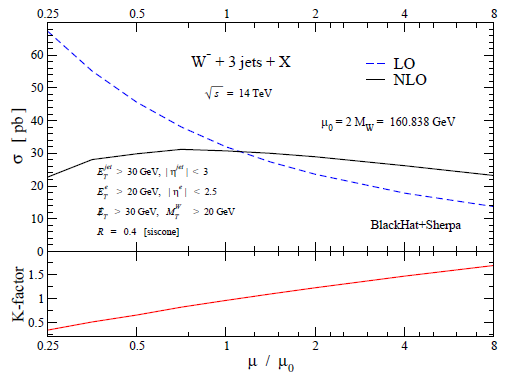 0.25 0.5 1 2 4 8
W⁻ + 3 jets + X
√s = 14 TeV
LO
NLO
μ₀ = 2 M_W = 160.838 GeV
σ [ pb ]
60
50
40
30
20
10
0
E_T^jet > 30 GeV, | η^jet | < 3
E_T^e > 20 GeV, | η^e | < 2.5
E̸_T > 30 GeV, M_T^W > 20 GeV
R = 0.4 [siscone]
BlackHat+Sherpa
K-factor
1.5
1
0.5
0.25 0.5 1 2 4 8
μ / μ₀